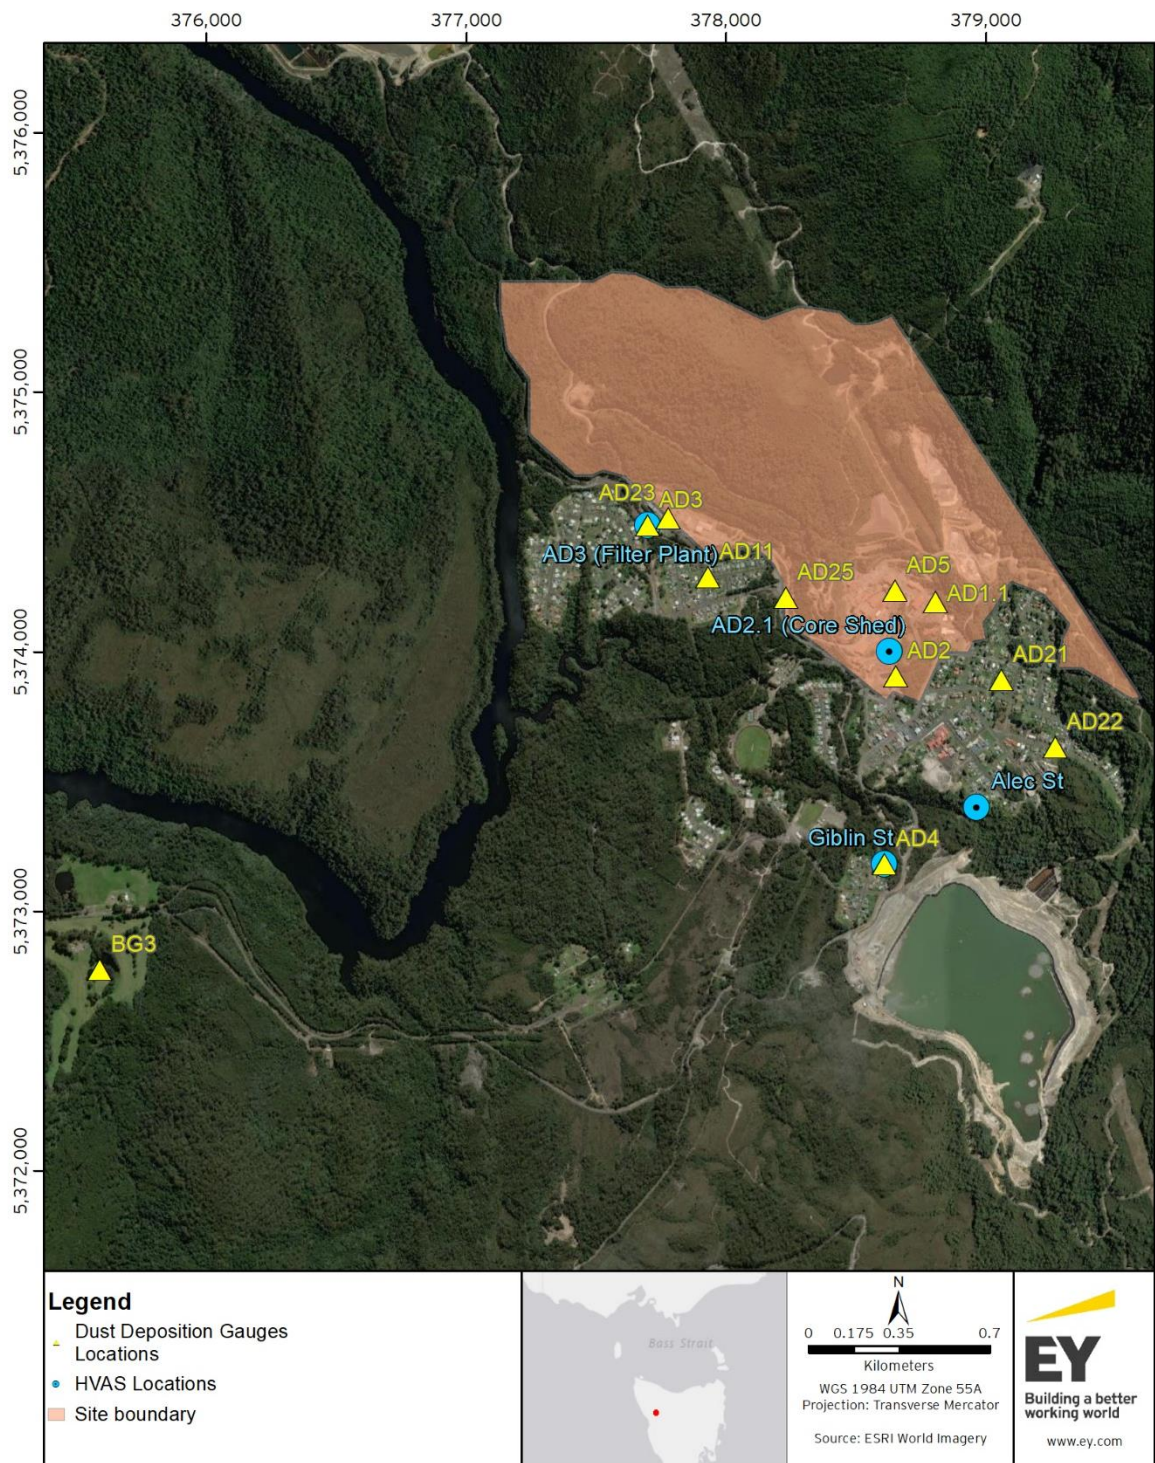 376,000
377,000
378,000
379,000
5,376,000
5,375,000
5,374,000
5,373,000
5,372,000
AD23
AD3
AD3 (Filter Plant)
AD11
AD25
AD5
AD1.1
AD2.1 (Core Shed)
AD2
AD21
AD22
Alec St
Giblin St
AD4
BG3
Legend
Dust Deposition Gauges
Locations
HVAS Locations
Site boundary
Bass Strait
N
0 0.175 0.35 0.7
Kilometers
WGS 1984 UTM Zone 55A
Projection: Transverse Mercator
Source: ESRI World Imagery
EY
Building a better
working world
www.ey.com